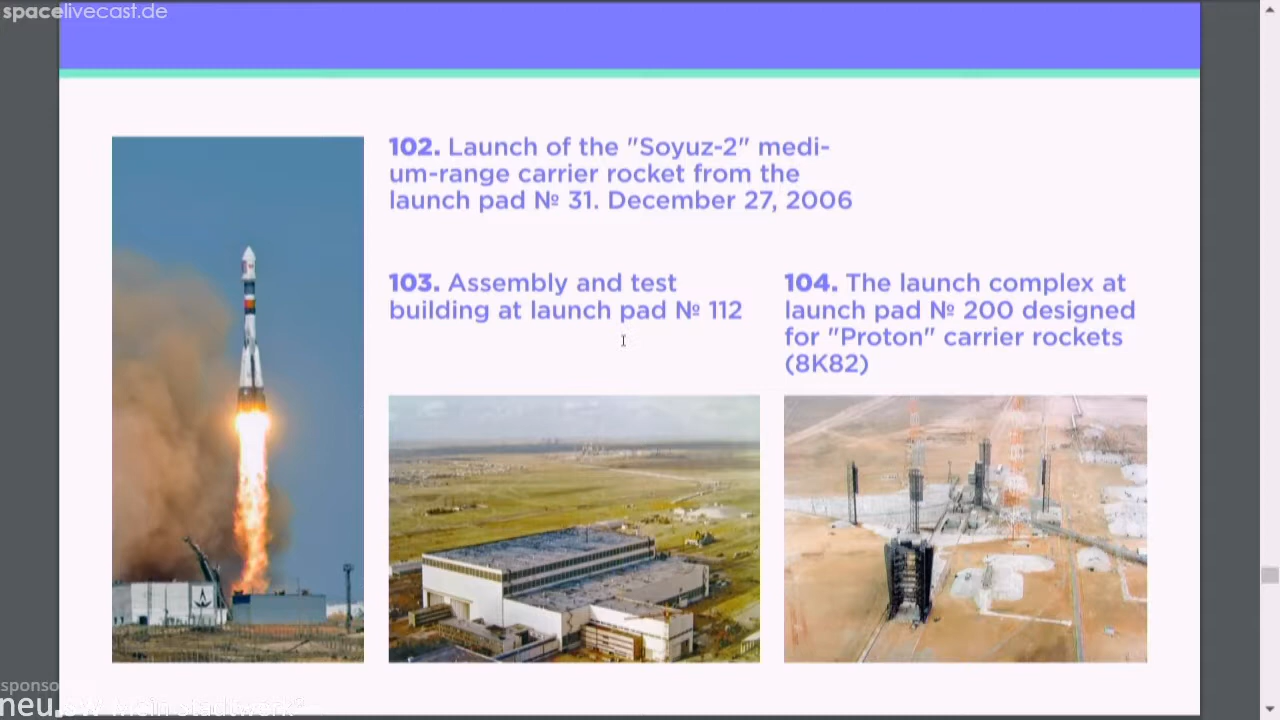 spacelivecast.de
102. Launch of the "Soyuz-2" medi-
um-range carrier rocket from the
launch pad № 31. December 27, 2006
103. Assembly and test
building at launch pad № 112
104. The launch complex at
launch pad № 200 designed
for "Proton" carrier rockets
(8K82)
sponso
neu.sw